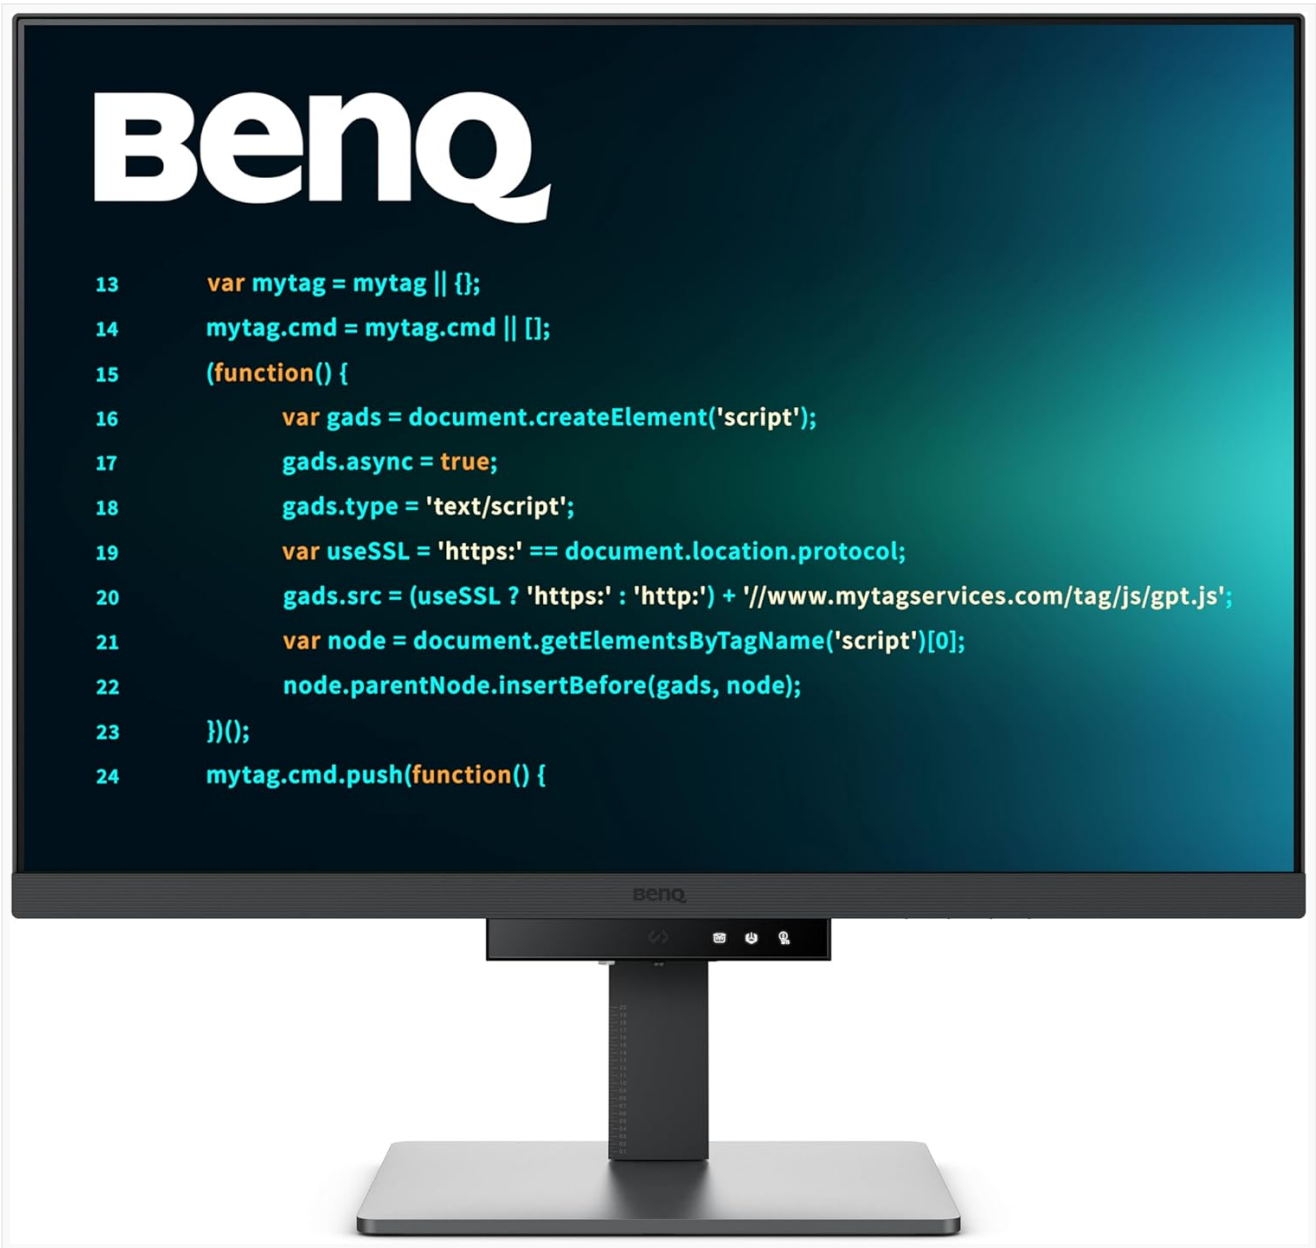 BenQ
13 var mytag = mytag || {};
14 mytag.cmd = mytag.cmd || [];
15 (function() {
16 var gads = document.createElement('script');
17 gads.async = true;
18 gads.type = 'text/script';
19 var useSSL = 'https:' == document.location.protocol;
20 gads.src = (useSSL ? 'https:' : 'http:') + '//www.mytagservices.com/tag/js/gpt.js';
21 var node = document.getElementsByTagName('script')[0];
22 node.parentNode.insertBefore(gads, node);
23 })();
24 mytag.cmd.push(function() {
BenQ